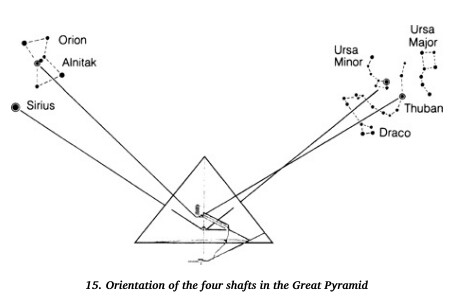 Orion
Alnitak
Sirius
Ursa
Minor
Ursa
Major
Thuban
Draco
15. Orientation of the four shafts in the Great Pyramid